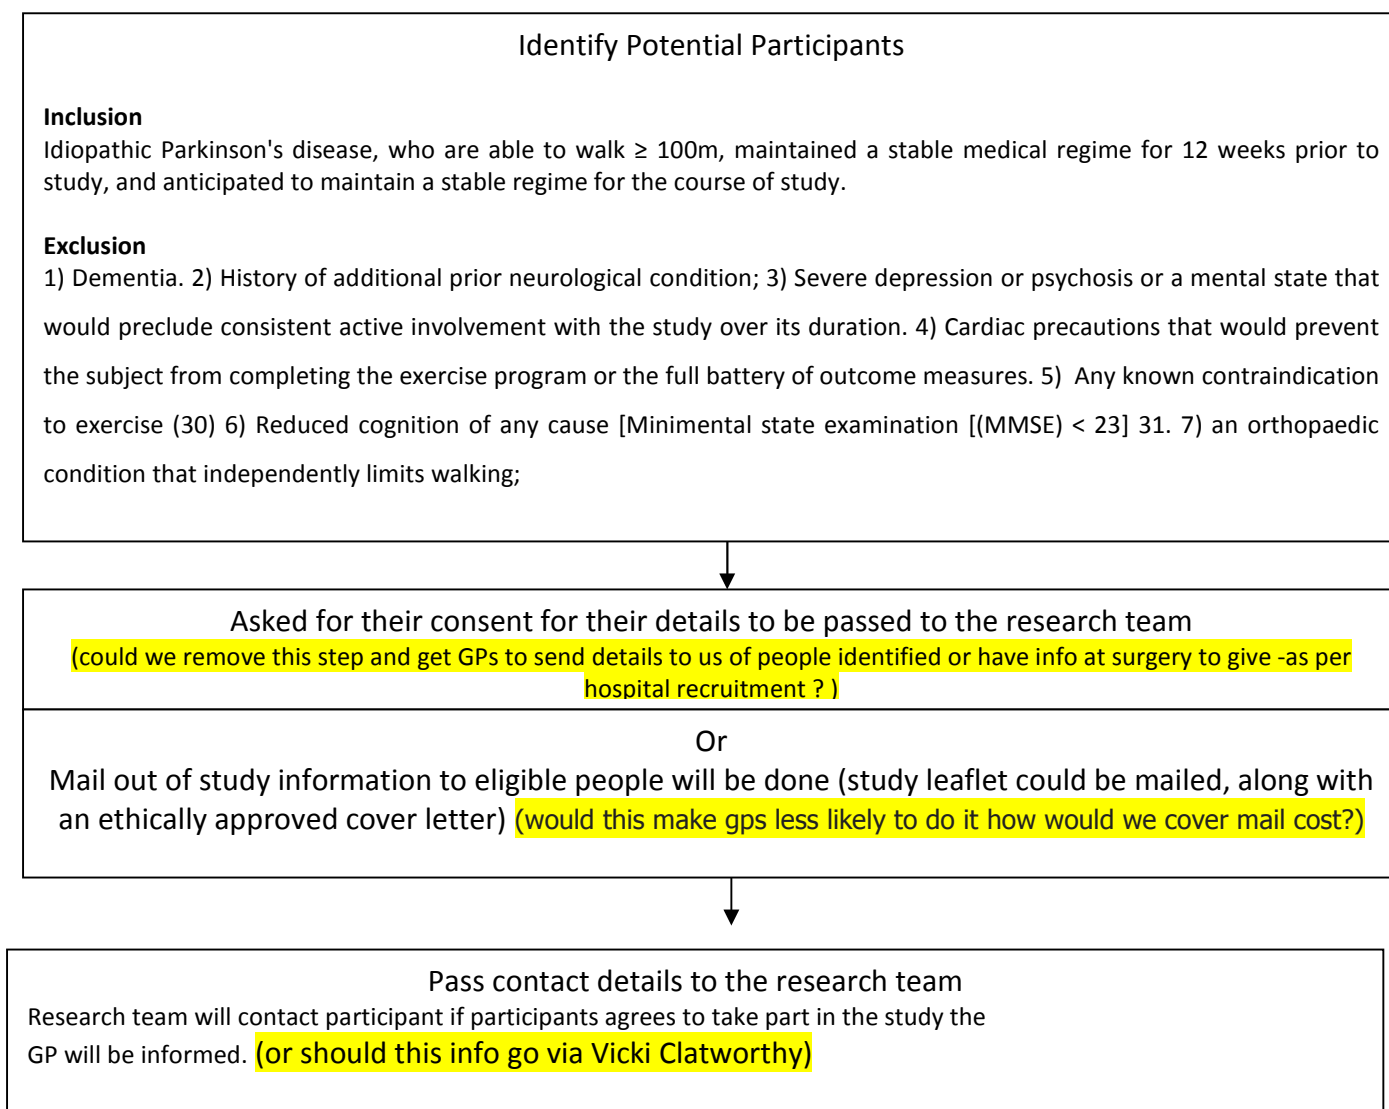 Identify Potential Participants
Inclusion
Idiopathic Parkinson's disease, who are able to walk ≥ 100m, maintained a stable medical regime for 12 weeks prior to
study, and anticipated to maintain a stable regime for the course of study.
Exclusion
1) Dementia. 2) History of additional prior neurological condition; 3) Severe depression or psychosis or a mental state that
would preclude consistent active involvement with the study over its duration. 4) Cardiac precautions that would prevent
the subject from completing the exercise program or the full battery of outcome measures. 5) Any known contraindication
to exercise (30) 6) Reduced cognition of any cause [Minimental state examination [(MMSE) < 23] 31. 7) an orthopaedic
condition that independently limits walking;
Asked for their consent for their details to be passed to the research team
(could we remove this step and get GPs to send details to us of people identified or have info at surgery to give -as per
hospital recruitment ? )
Or
Mail out of study information to eligible people will be done (study leaflet could be mailed, along with
an ethically approved cover letter) (would this make gps less likely to do it how would we cover mail cost?)
Pass contact details to the research team
Research team will contact participant if participants agrees to take part in the study the
GP will be informed. (or should this info go via Vicki Clatworthy)